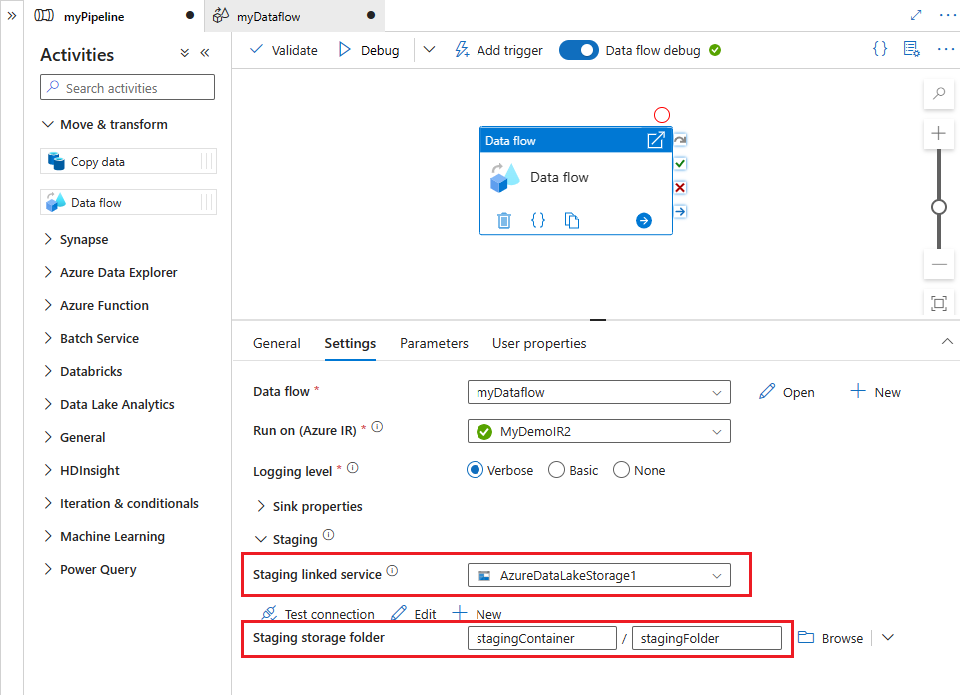 myPipeline
myDataflow
Activities
Validate Debug Add trigger Data flow debug
Search activities
Move & transform
Copy data
Data flow
Synapse
Azure Data Explorer
Azure Function
Batch Service
Databricks
Data Lake Analytics
General
HDInsight
Iteration & conditionals
Machine Learning
Power Query
Data flow
Data flow
General Settings Parameters User properties
Data flow * myDataflow Open New
Run on (Azure IR) * MyDemoIR2
Logging level * Verbose Basic None
Sink properties
Staging
Staging linked service AzureDataLakeStorage1
Test connection Edit New
Staging storage folder stagingContainer / stagingFolder Browse